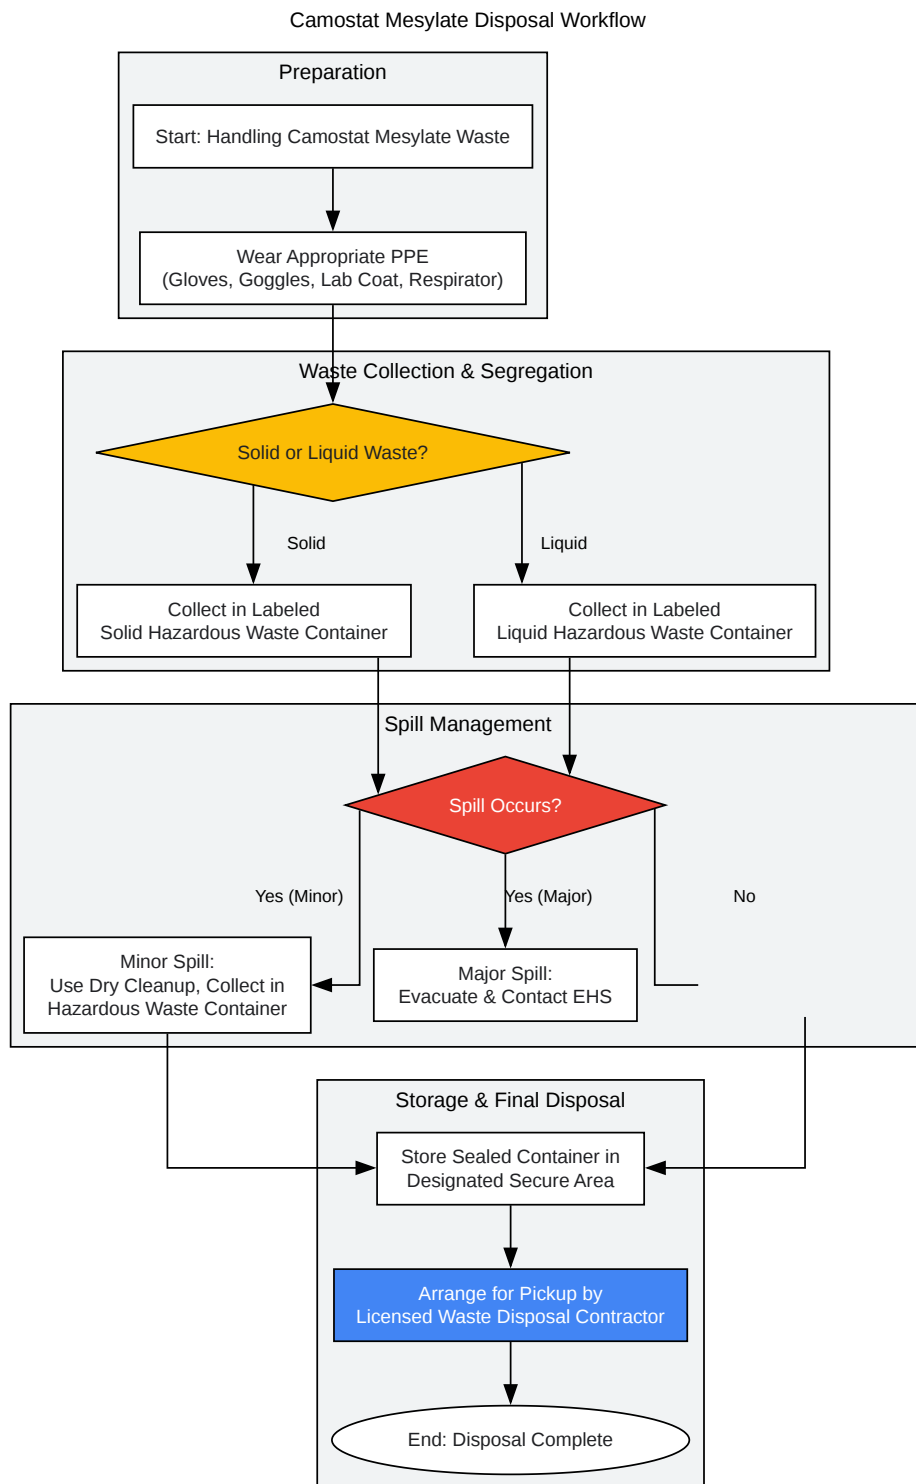 Camostat Mesylate Disposal Workflow
Preparation
Start: Handling Camostat Mesylate Waste
Wear Appropriate PPE
(Gloves, Goggles, Lab Coat, Respirator)
Waste Collection & Segregation
Solid or Liquid Waste?
Solid
Liquid
Collect in Labeled
Solid Hazardous Waste Container
Collect in Labeled
Liquid Hazardous Waste Container
Spill Management
Spill Occurs?
Yes (Minor)
Yes (Major)
No
Minor Spill:
Use Dry Cleanup, Collect in
Hazardous Waste Container
Major Spill:
Evacuate & Contact EHS
Storage & Final Disposal
Store Sealed Container in
Designated Secure Area
Arrange for Pickup by
Licensed Waste Disposal Contractor
End: Disposal Complete